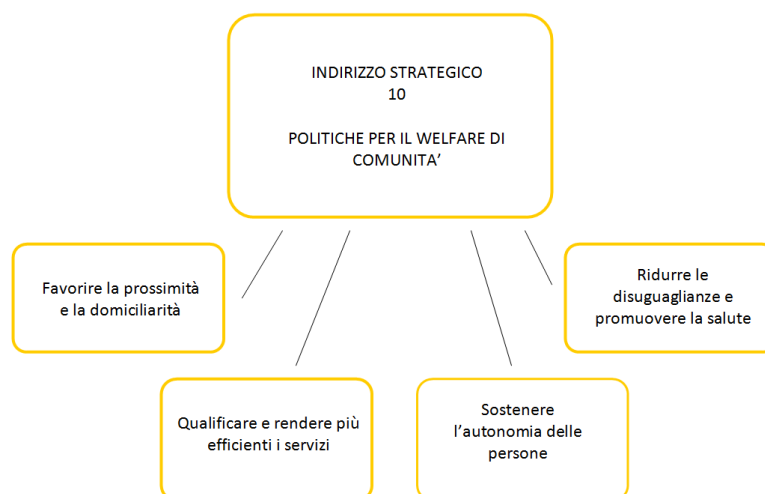 INDIRIZZO STRATEGICO
10
POLITICHE PER IL WELFARE DI
COMUNITA’
Favorire la prossimità
e la domiciliarità
Qualificare e rendere più
efficienti i servizi
Sostenere
l’autonomia delle
persone
Ridurre le
disuguaglianze e
promuovere la salute